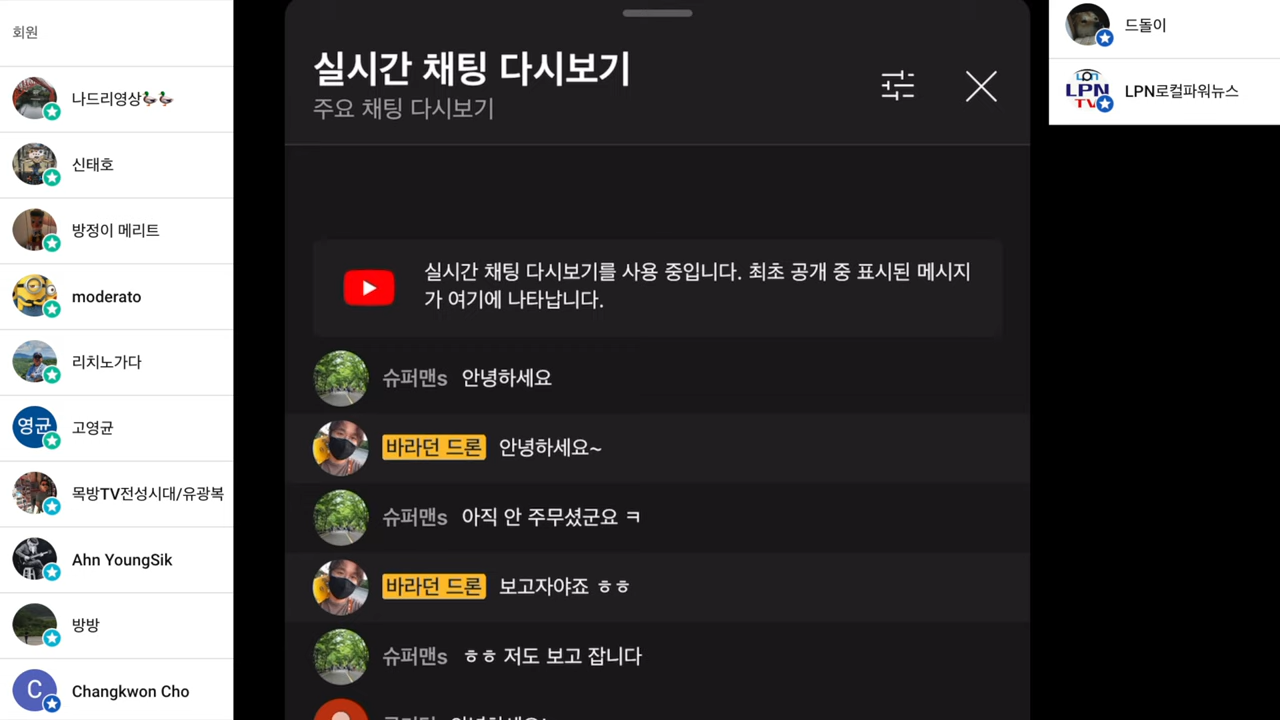 회원
나드리영상🦆🦆
신태호
방정이 메리트
moderato
리치노가다
영균
고영균
목방TV전성시대/유광복
Ahn YoungSik
방방
C
Changkwon Cho
실시간 채팅 다시보기
주요 채팅 다시보기
실시간 채팅 다시보기를 사용 중입니다. 최초 공개 중 표시된 메시지
가 여기에 나타납니다.
슈퍼맨s 안녕하세요
바라던 드론 안녕하세요~
슈퍼맨s 아직 안 주무셨군요 ㅋ
바라던 드론 보고자야죠 ㅎㅎ
슈퍼맨s ㅎㅎ 저도 보고 잡니다
드돌이
LPN
TV
LPN로컬파워뉴스